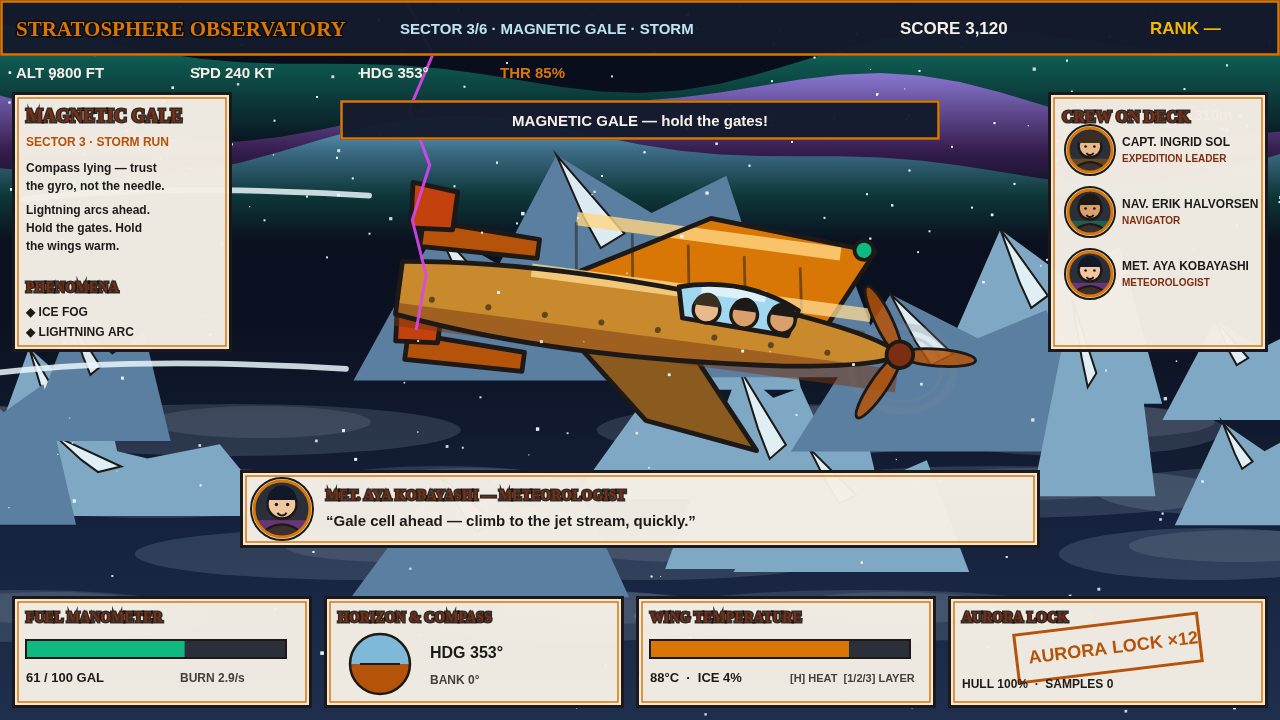 STRATOSPHERE OBSERVATORY
SECTOR 3/6 · MAGNETIC GALE · STORM
SCORE 3,120
RANK —
ALT 9800 FT
SPD 240 KT
HDG 353°
THR 85%
MAGNETIC GALE — hold the gates!
MAGNETIC GALE
SECTOR 3 · STORM RUN
Compass lying — trust
the gyro, not the needle.
Lightning arcs ahead.
Hold the gates. Hold
the wings warm.
PHENOMENA
◆ ICE FOG
◆ LIGHTNING ARC
CREW ON DECK
CAPT. INGRID SOL
EXPEDITION LEADER
NAV. ERIK HALVORSEN
NAVIGATOR
MET. AYA KOBAYASHI
METEOROLOGIST
MET. AYA KOBAYASHI — METEOROLOGIST
“Gale cell ahead — climb to the jet stream, quickly.”
FUEL MANOMETER
61 / 100 GAL
BURN 2.9/s
HORIZON & COMPASS
HDG 353°
BANK 0°
WING TEMPERATURE
88°C · ICE 4%
[H] HEAT [1/2/3] LAYER
AURORA LOCK
AURORA LOCK ×12
HULL 100% · SAMPLES 0